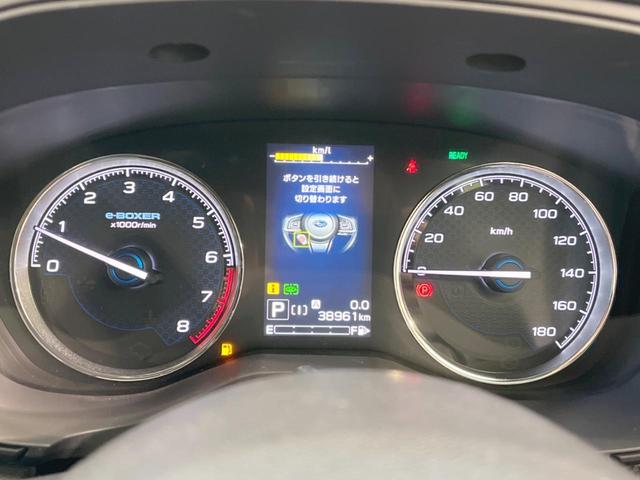 km/l
- +
READY
ボタンを引き続けると
設定画面に
切り替わります
0 1 2 3 4 5 6 7 8
e-BOXER
x1000r/min
0 20 40 60 80 100 120 140 160 180
km/h
i
P
A
0.0
38961 km
E F
P